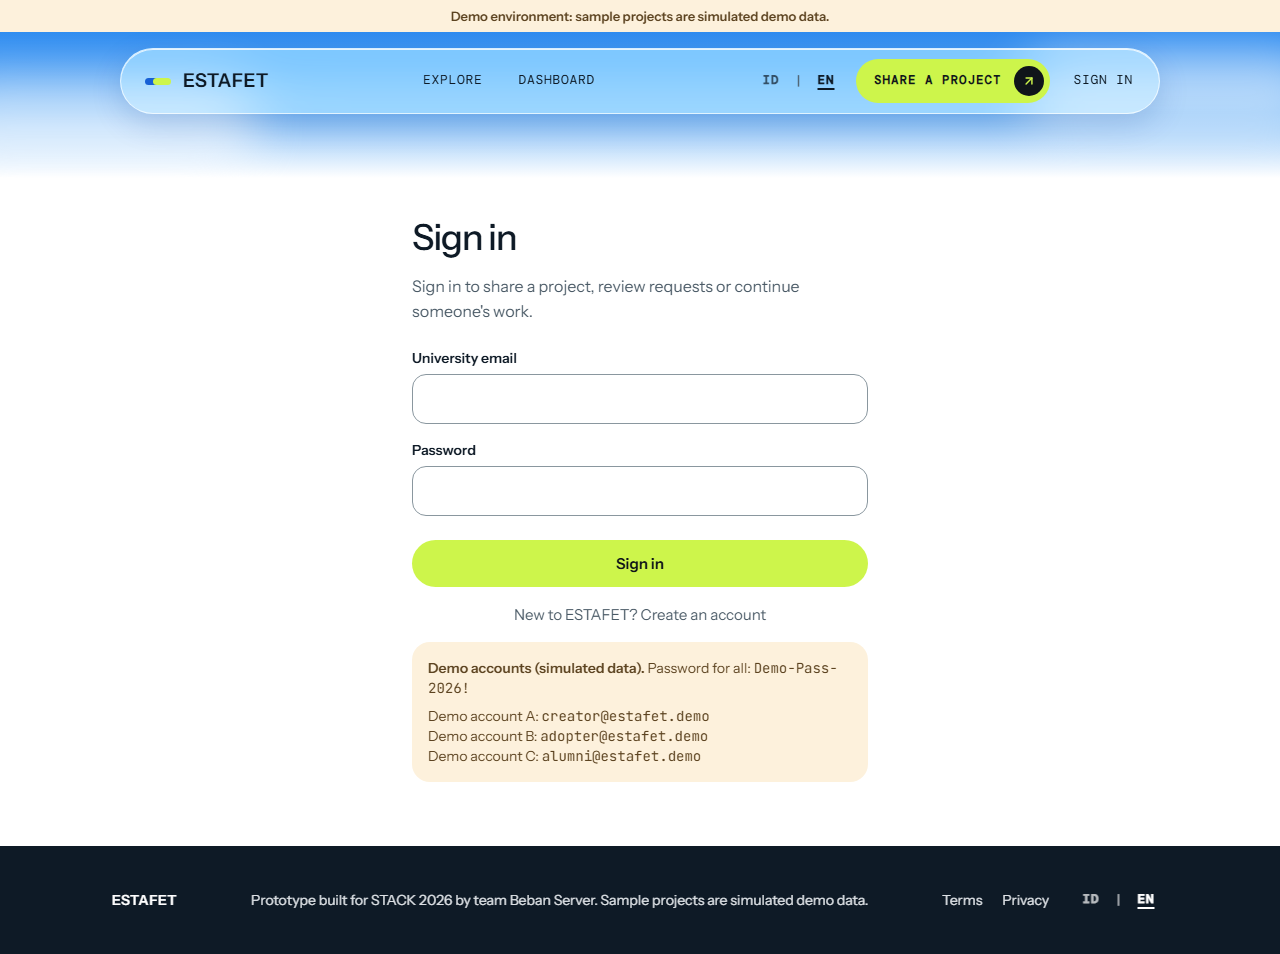 Demo environment: sample projects are simulated demo data.
ESTAFET
EXPLORE
DASHBOARD
ID | EN
SHARE A PROJECT
SIGN IN
Sign in
Sign in to share a project, review requests or continue
someone's work.
University email
Password
Sign in
New to ESTAFET? Create an account
Demo accounts (simulated data). Password for all: Demo-Pass-
2026!
Demo account A: creator@estafet.demo
Demo account B: adopter@estafet.demo
Demo account C: alumni@estafet.demo
ESTAFET
Prototype built for STACK 2026 by team Beban Server. Sample projects are simulated demo data.
Terms
Privacy
ID | EN